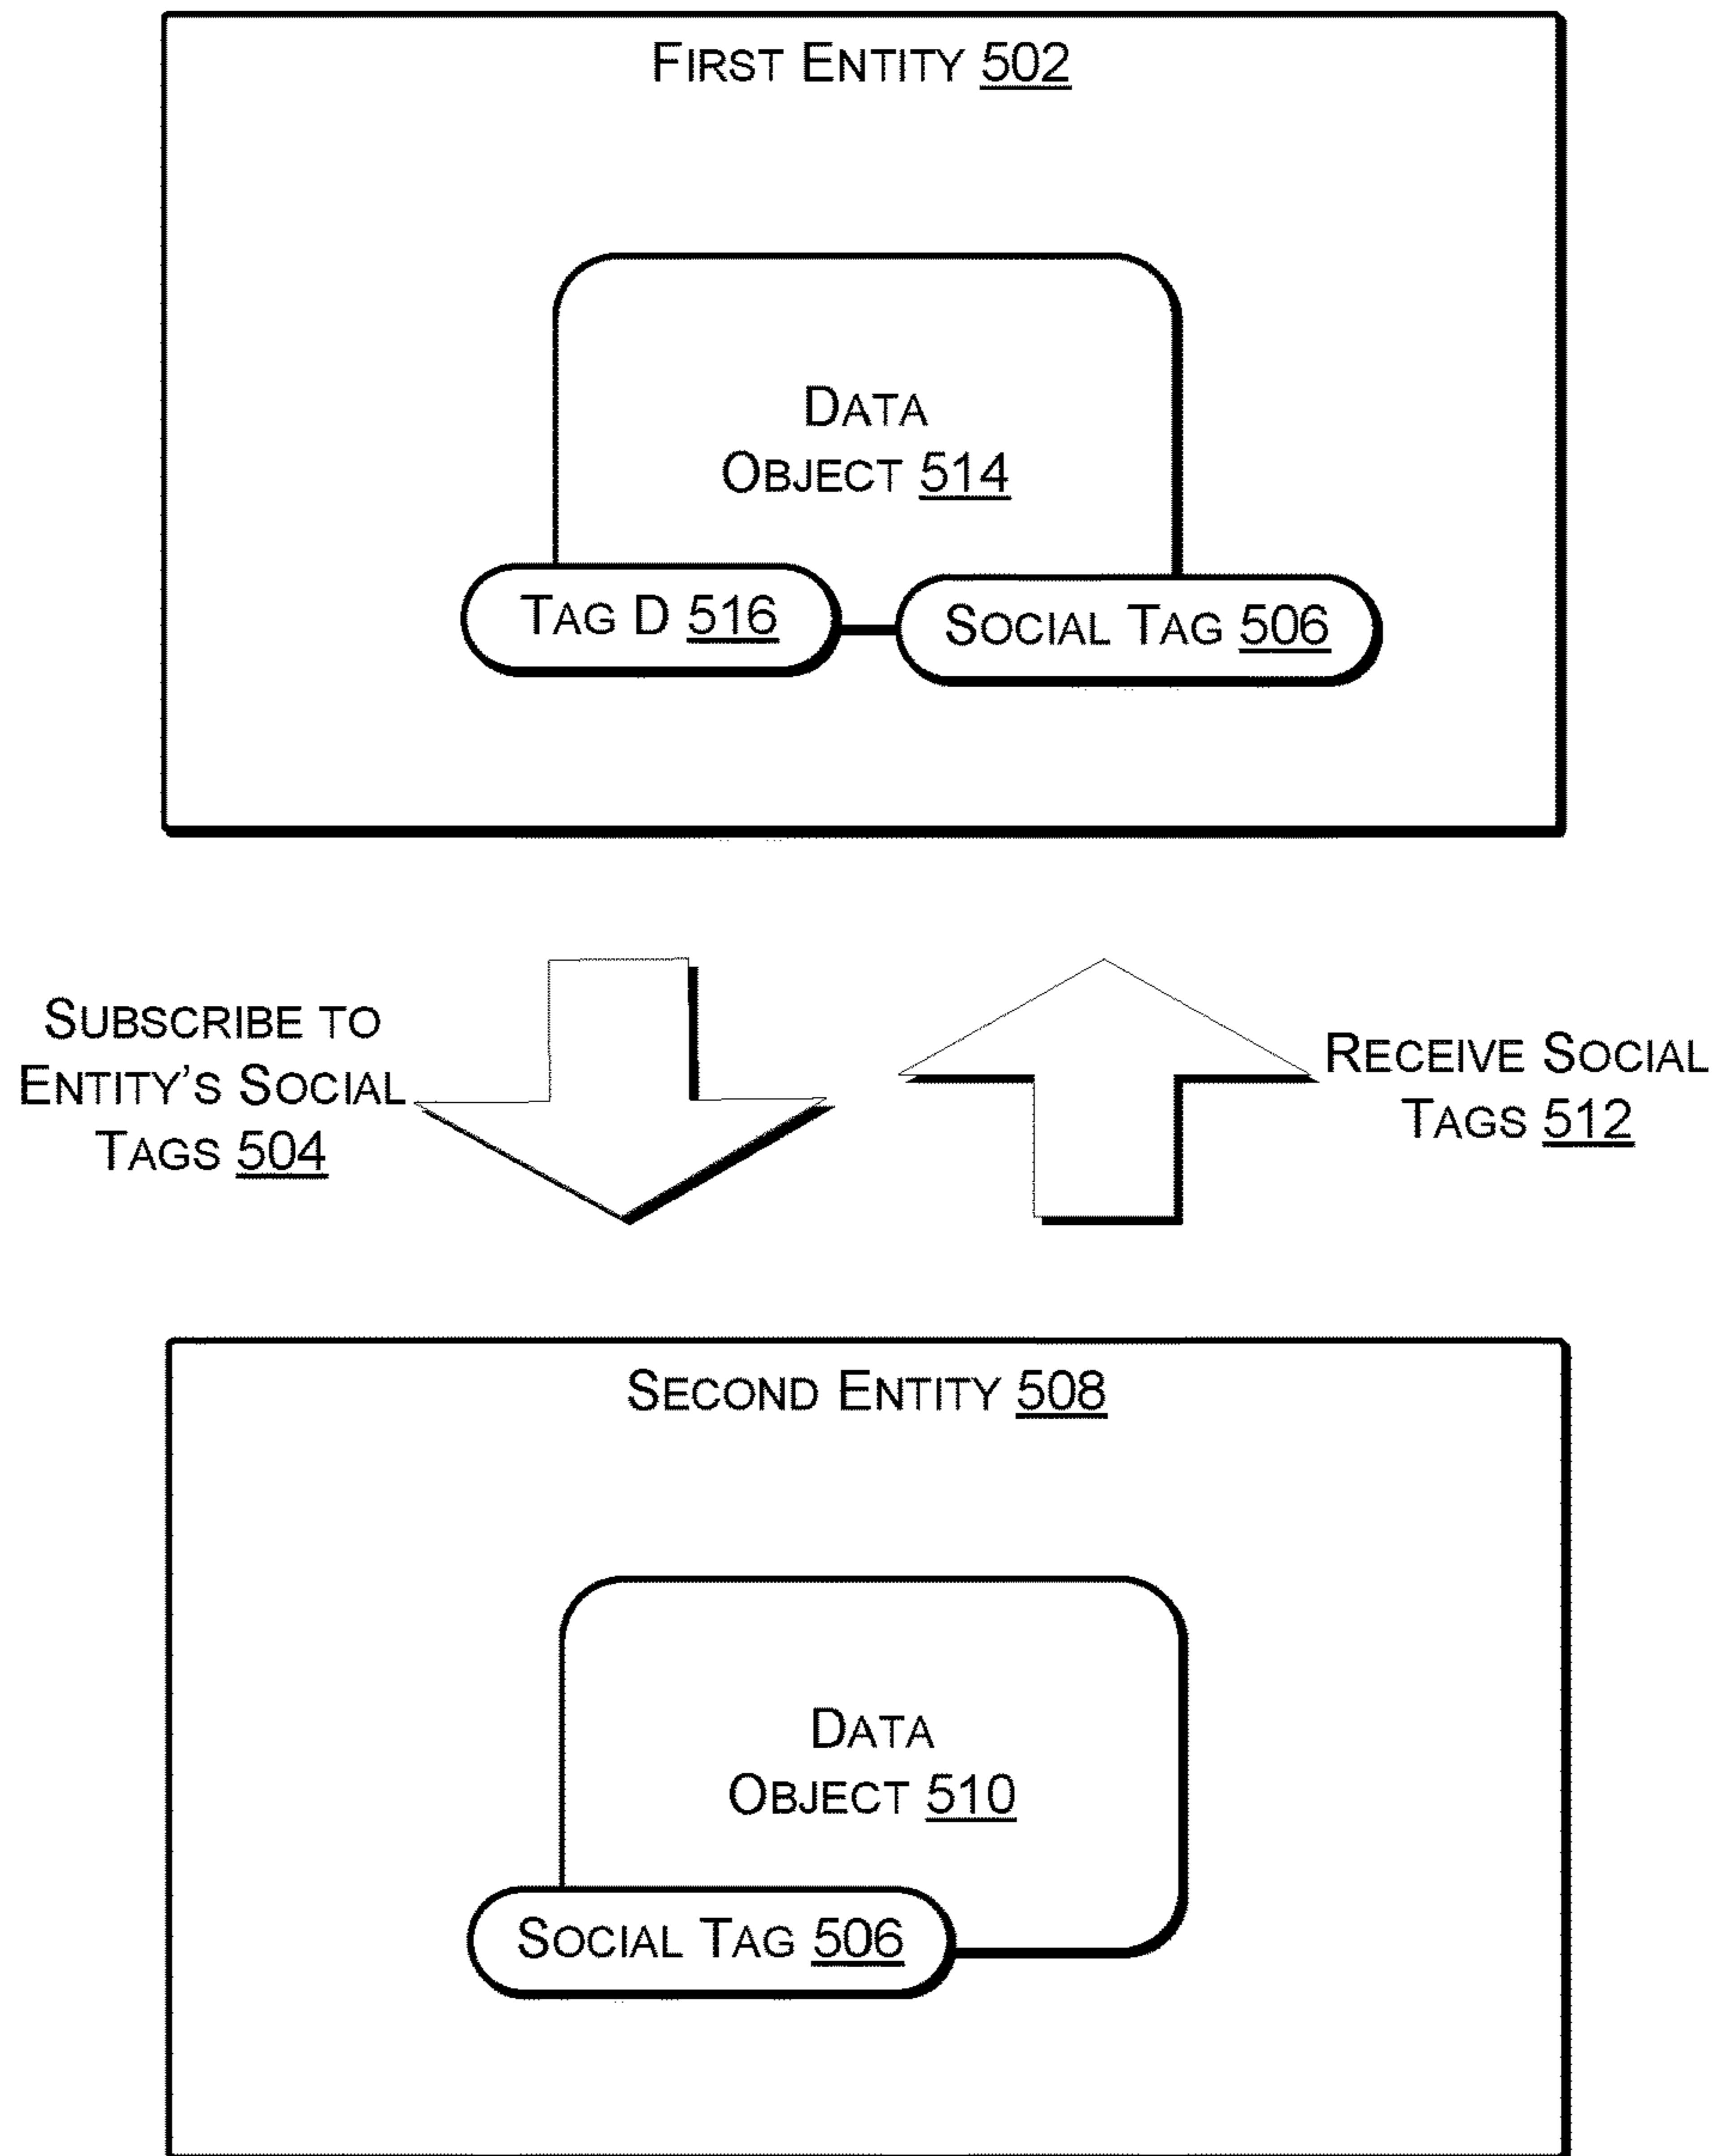 FIRST ENTITY 502
DATA
OBJECT 514
TAG D 516
SOCIAL TAG 506
SUBSCRIBE TO
ENTITY'S SOCIAL
TAGS 504
RECEIVE SOCIAL
TAGS 512
SECOND ENTITY 508
DATA
OBJECT 510
SOCIAL TAG 506